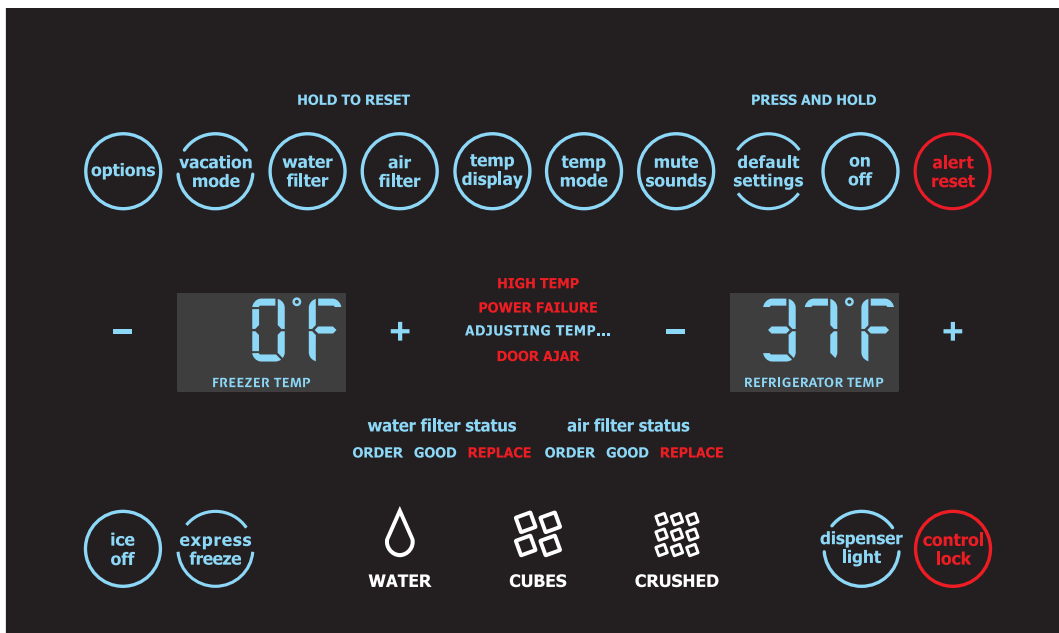 HOLD TO RESET PRESS AND HOLD
options vacation mode water filter air filter temp display temp mode mute sounds default settings on off alert reset
HIGH TEMP
POWER FAILURE
ADJUSTING TEMP...
DOOR AJAR
- 0°F +
FREEZER TEMP
- 37°F +
REFRIGERATOR TEMP
water filter status air filter status
ORDER GOOD REPLACE ORDER GOOD REPLACE
ice off express freeze
WATER CUBES CRUSHED
dispenser light control lock